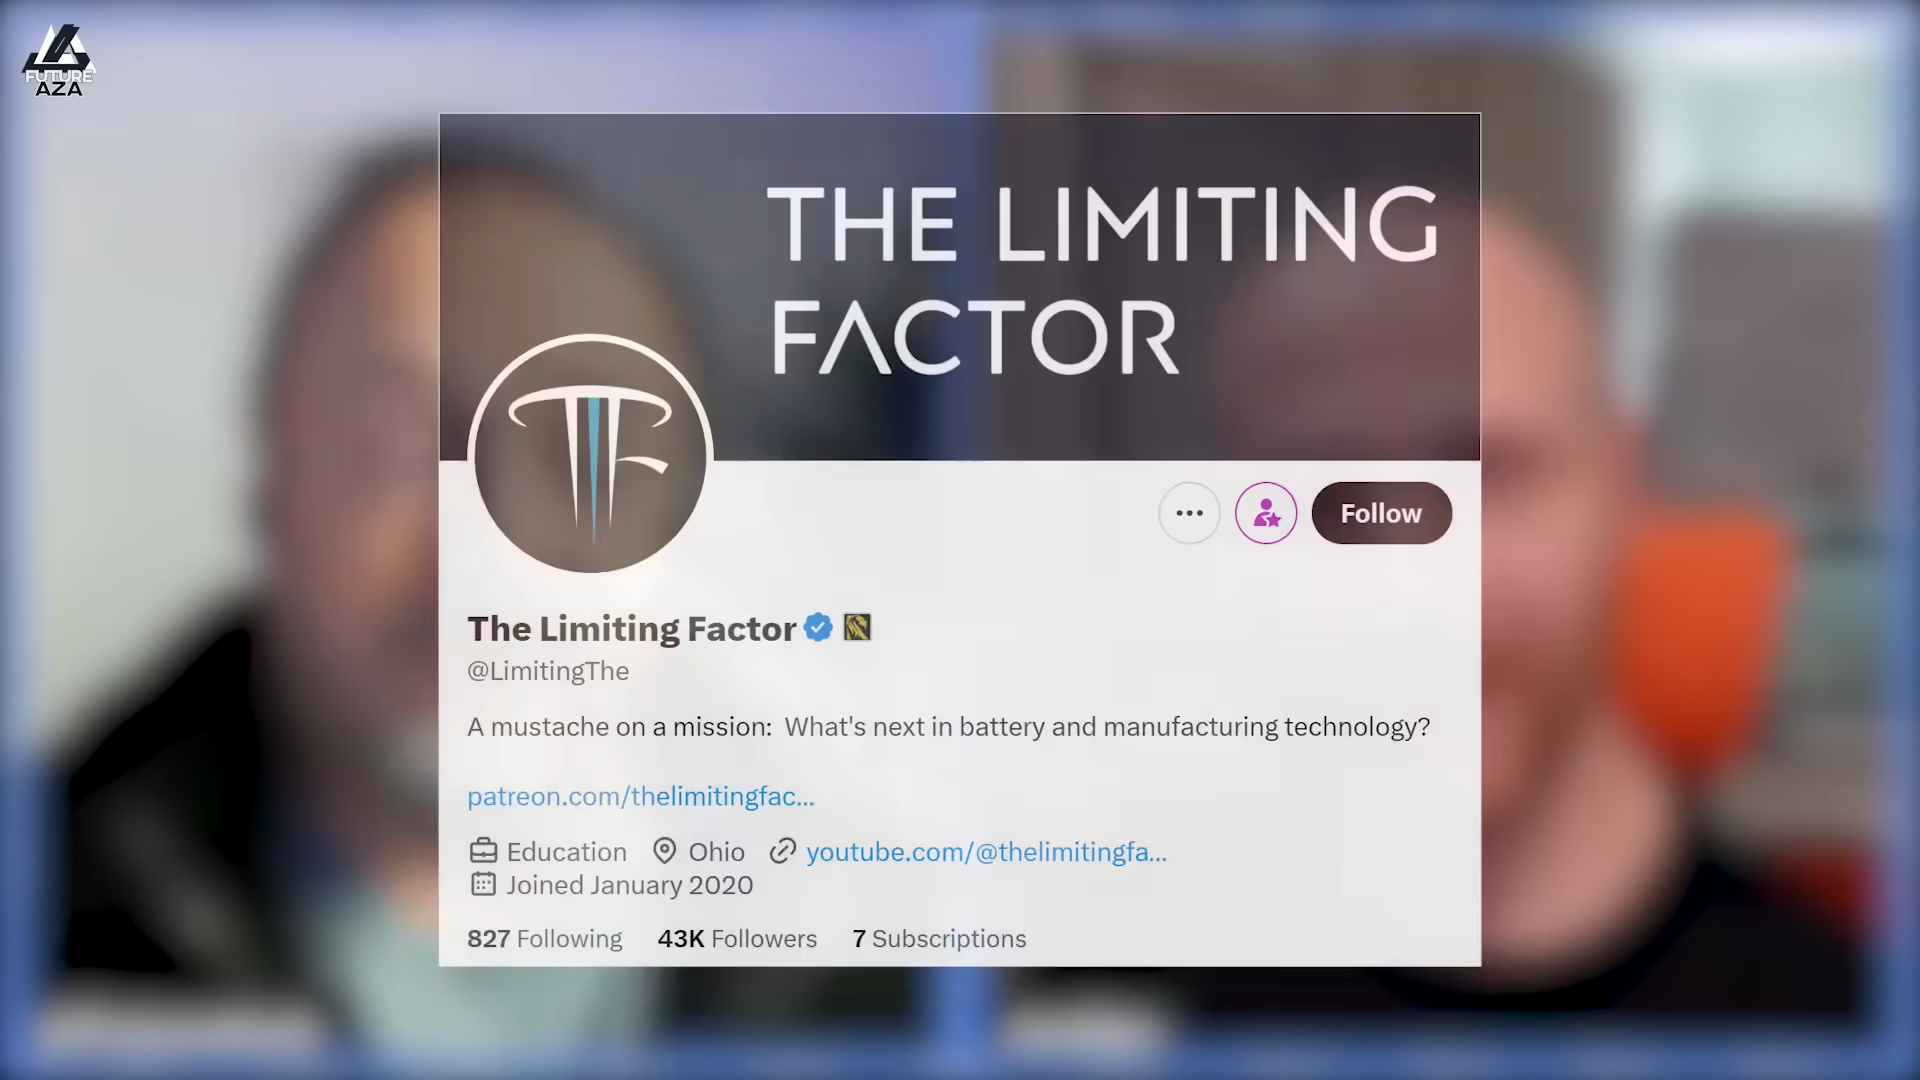 FUTURE
AZA
THE LIMITING
FACTOR
TF
Follow
The Limiting Factor
@LimitingThe
A mustache on a mission: What's next in battery and manufacturing technology?
patreon.com/thelimitingfac...
Education Ohio youtube.com/@thelimitingfa...
Joined January 2020
827 Following 43K Followers 7 Subscriptions